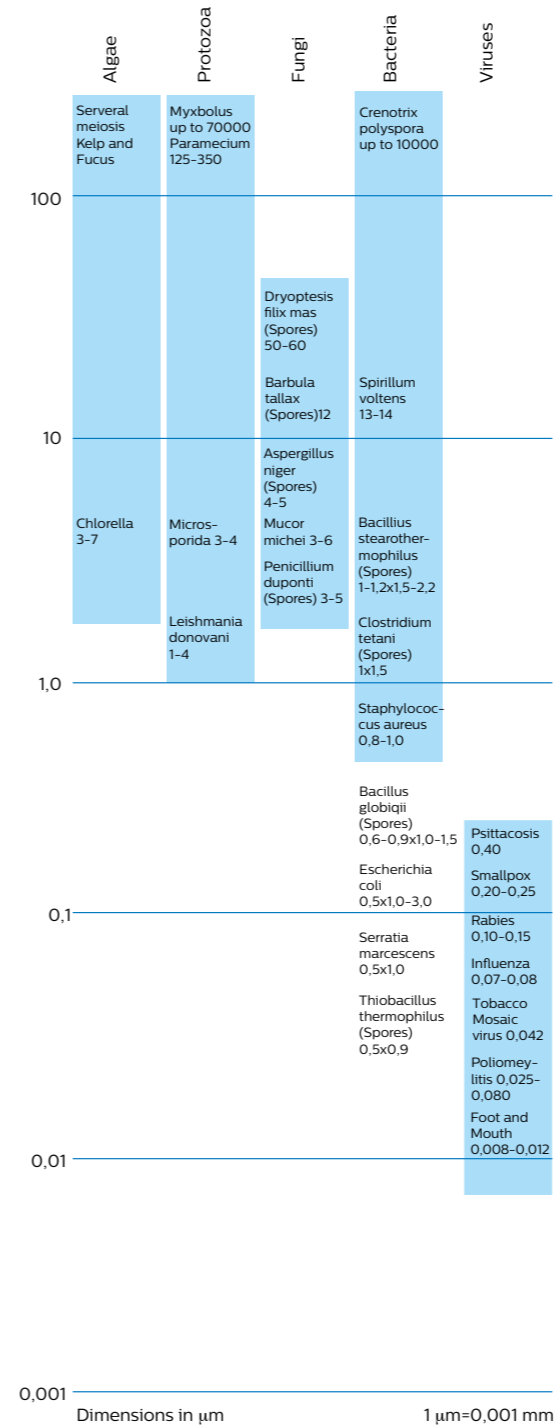 Algae
Protozoa
Fungi
Bacteria
Viruses
Serveral
meiosis
Kelp and
Fucus
Myxbolus
up to 70000
Paramecium
125-350
Crenotrix
polyspora
up to 10000
100
Dryoptesis
filix mas
(Spores)
50-60
Barbula
tallax
(Spores)12
Spirillum
voltens
13-14
10
Aspergillus
niger
(Spores)
4-5
Chlorella
3-7
Micros-
porida 3-4
Mucor
michei 3-6
Penicillium
duponti
(Spores) 3-5
Bacillius
stearother-
mophilus
(Spores)
1-1,2x1,5-2,2
Leishmania
donovani
1-4
Clostridium
tetani
(Spores)
1x1,5
1,0
Staphylococ-
cus aureus
0,8-1,0
Bacillus
globiqii
(Spores)
0,6-0,9x1,0-1,5
Psittacosis
0,40
Escherichia
coli
0,5x1,0-3,0
Smallpox
0,20-0,25
0,1
Rabies
0,10-0,15
Serratia
marcescens
0,5x1,0
Influenza
0,07-0,08
Thiobacillus
thermophilus
(Spores)
0,5x0,9
Tobacco
Mosaic
virus 0,042
Poliomey-
litis 0,025-
0,080
Foot and
Mouth
0,008-0,012
0,01
0,001
Dimensions in µm
1 µm=0,001 mm